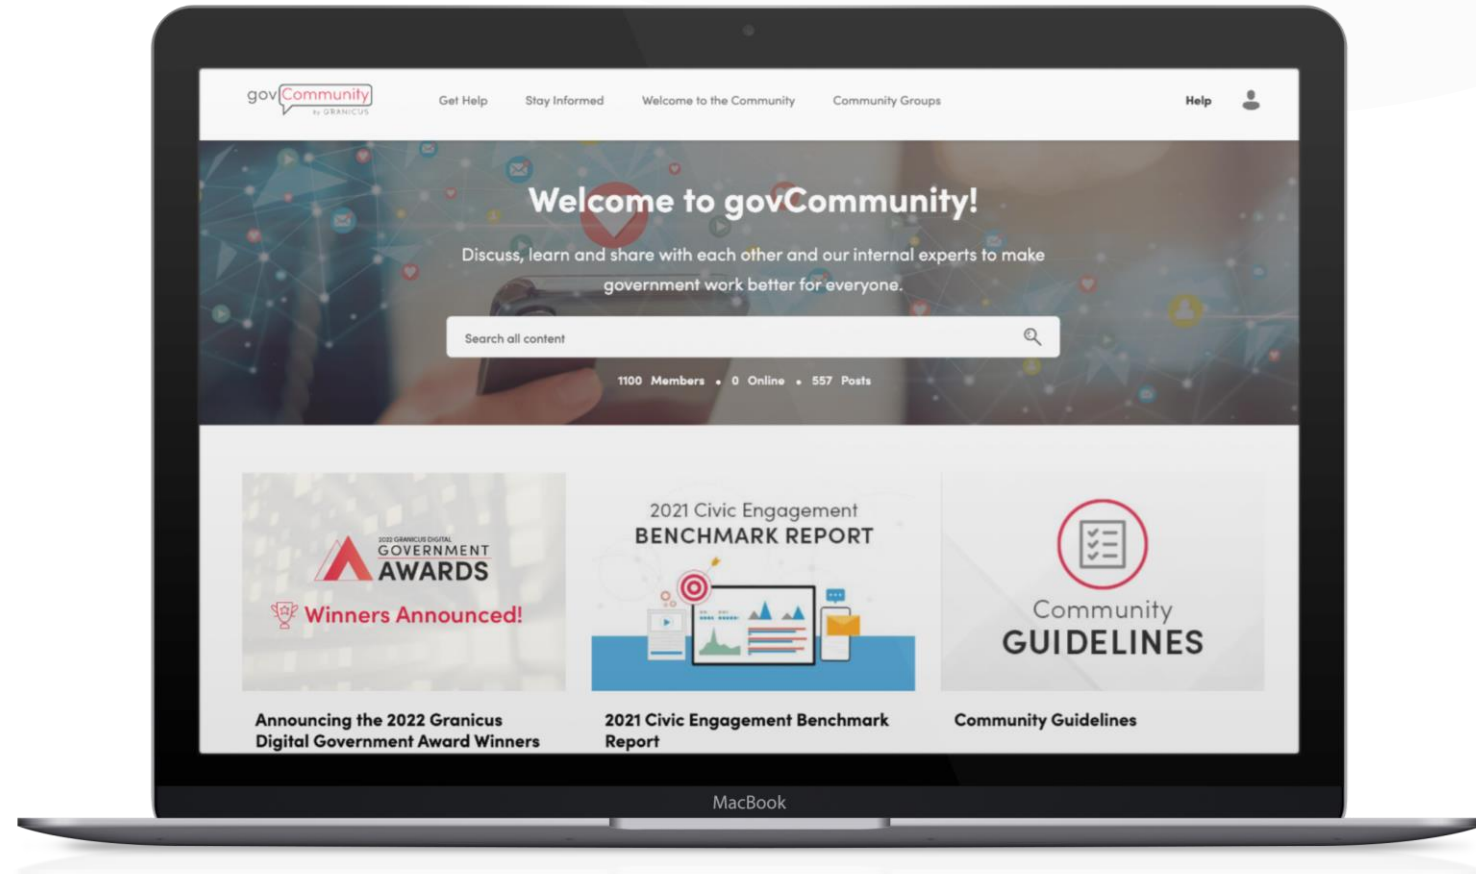 govCommunity
by GRANICUS
Get Help
Stay Informed
Welcome to the Community
Community Groups
Help
Welcome to govCommunity!
Discuss, learn and share with each other and our internal experts to make
government work better for everyone.
Search all content
1100 Members • 0 Online • 557 Posts
2022 GRANICUS DIGITAL
GOVERNMENT
AWARDS
Winners Announced!
2021 Civic Engagement
BENCHMARK REPORT
Community
GUIDELINES
Announcing the 2022 Granicus
Digital Government Award Winners
2021 Civic Engagement Benchmark
Report
Community Guidelines
MacBook